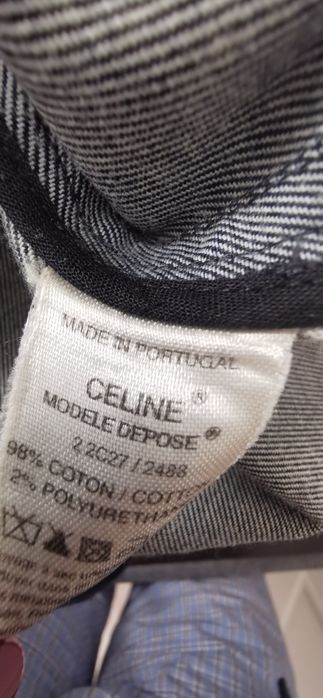 MADE IN PORTUGAL
CELINE ®
MODELE DEPOSE ®
2 2C27 / 2488
98% COTON / COTT
2% POLYURETHA